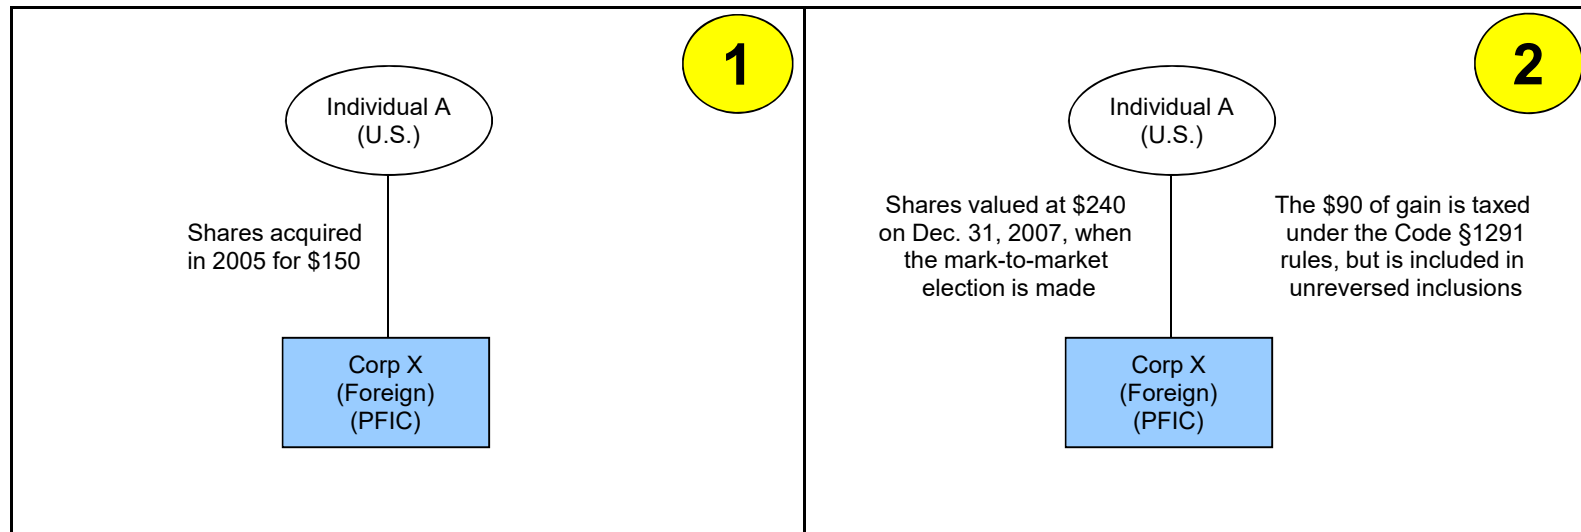 1
Individual A
(U.S.)
Shares acquired
in 2005 for $150
Corp X
(Foreign)
(PFIC)
2
Individual A
(U.S.)
Shares valued at $240
on Dec. 31, 2007, when
the mark-to-market
election is made
The $90 of gain is taxed
under the Code §1291
rules, but is included in
unreversed inclusions
Corp X
(Foreign)
(PFIC)